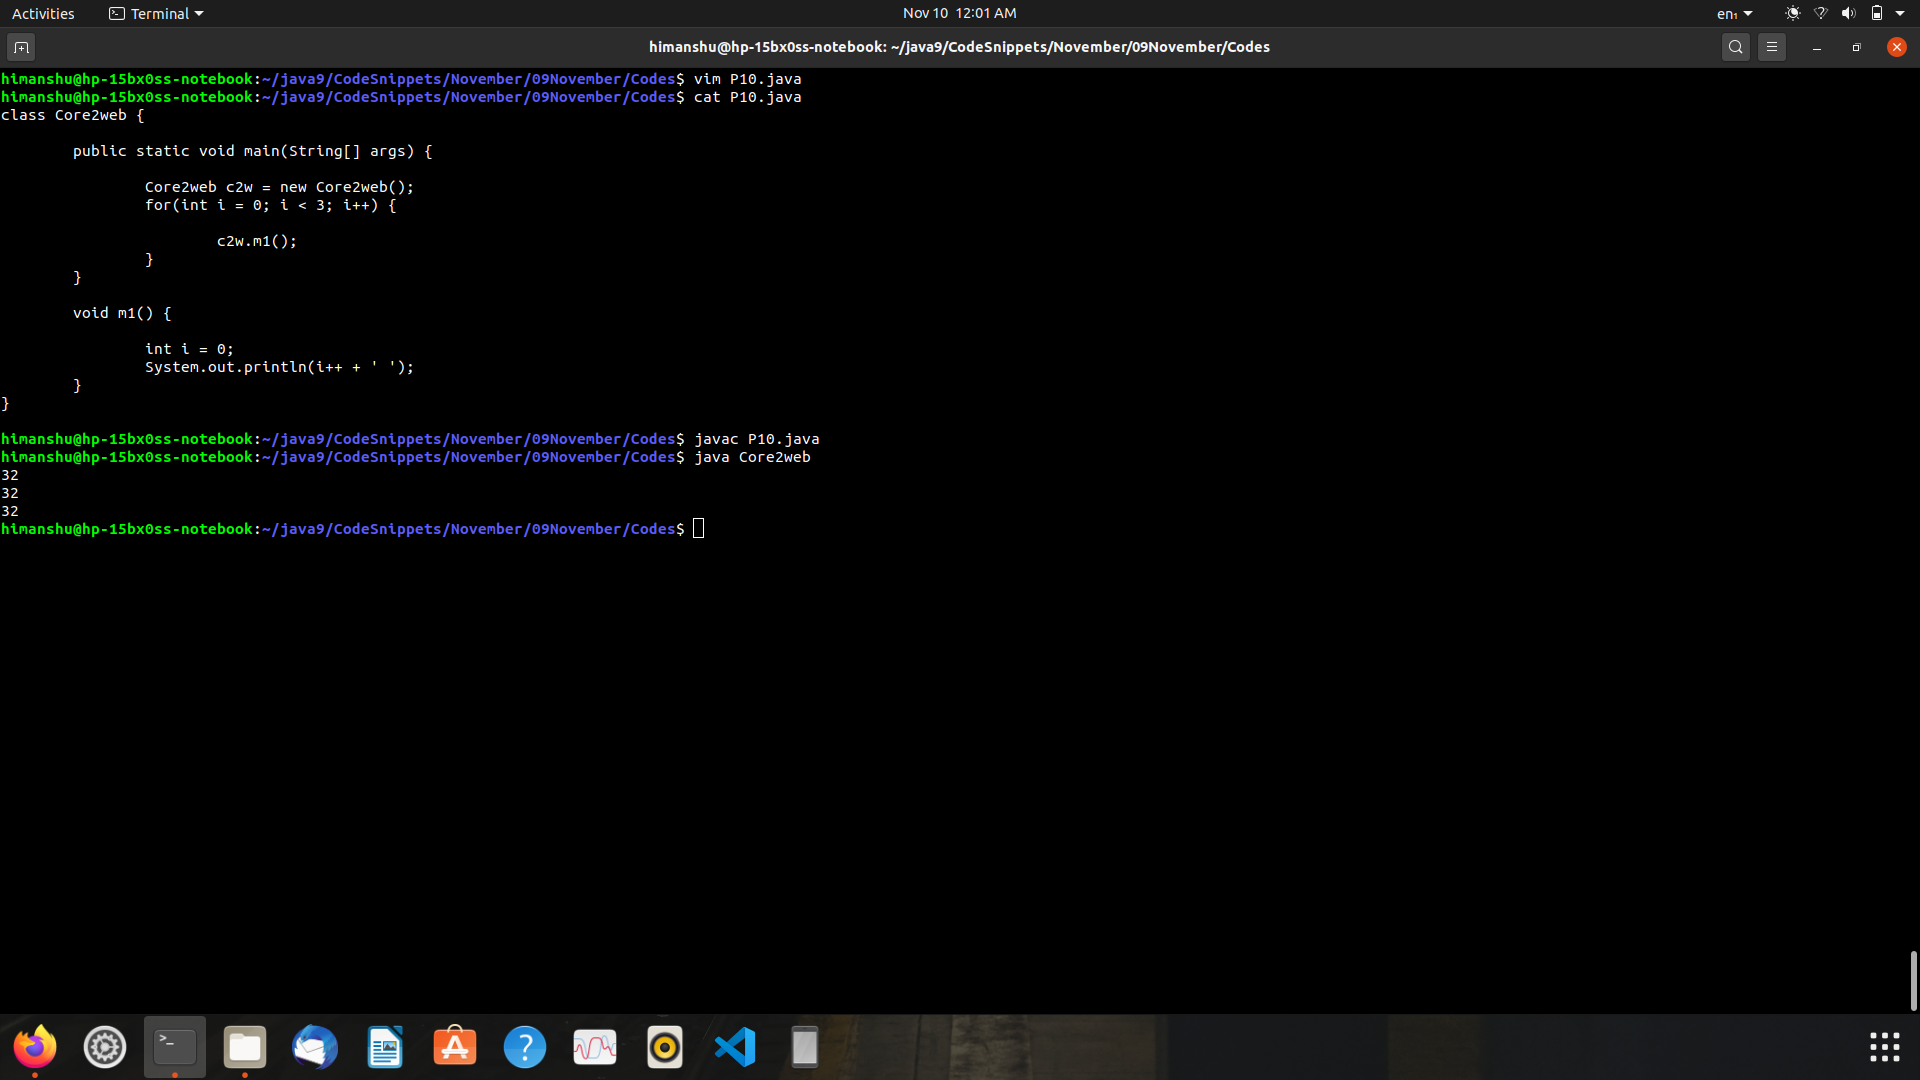 Activities
Terminal
Nov 10 12:01 AM
en₁
himanshu@hp-15bx0ss-notebook: ~/java9/CodeSnippets/November/09November/Codes
himanshu@hp-15bx0ss-notebook:~/java9/CodeSnippets/November/09November/Codes$ vim P10.java
himanshu@hp-15bx0ss-notebook:~/java9/CodeSnippets/November/09November/Codes$ cat P10.java
class Core2web {
        public static void main(String[] args) {
                Core2web c2w = new Core2web();
                for(int i = 0; i < 3; i++) {
                        c2w.m1();
                }
        }
        void m1() {
                int i = 0;
                System.out.println(i++ + ' ');
        }
}
himanshu@hp-15bx0ss-notebook:~/java9/CodeSnippets/November/09November/Codes$ javac P10.java
himanshu@hp-15bx0ss-notebook:~/java9/CodeSnippets/November/09November/Codes$ java Core2web
32
32
32
himanshu@hp-15bx0ss-notebook:~/java9/CodeSnippets/November/09November/Codes$